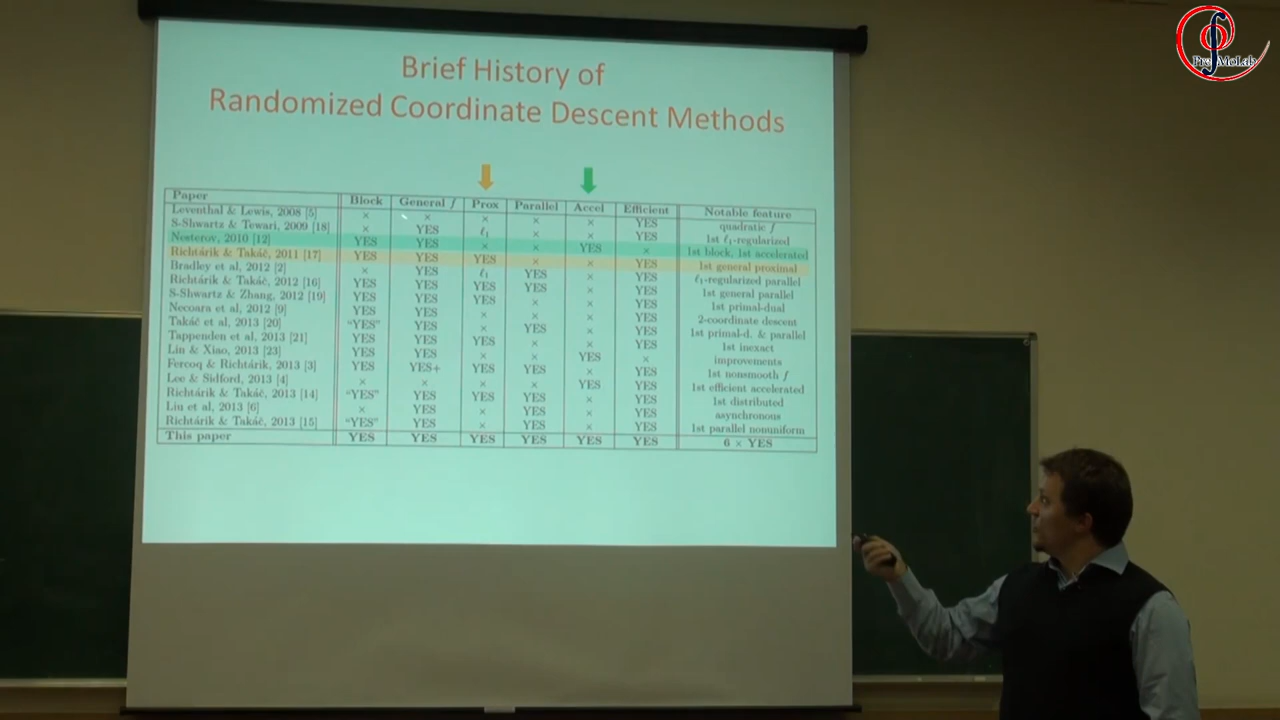 PreMoLab
Brief History of
Randomized Coordinate Descent Methods
Paper Block General f Prox Parallel Accel Efficient Notable feature
Leventhal & Lewis, 2008 [5] × × × × × YES quadratic f
S-Shwartz & Tewari, 2009 [18] × YES ℓ1 × × YES 1st ℓ1-regularized
Nesterov, 2010 [12] YES YES × × YES × 1st block, 1st accelerated
Richtárik & Takáč, 2011 [17] YES YES YES × × YES 1st general proximal
Bradley et al, 2012 [2] × YES ℓ1 YES × YES ℓ1-regularized parallel
Richtárik & Takáč, 2012 [16] YES YES YES YES × YES 1st general parallel
S-Shwartz & Zhang, 2012 [19] YES YES YES × × YES 1st primal-dual
Necoara et al, 2012 [9] YES YES × × × YES 2-coordinate descent
Takáč et al, 2013 [20] "YES" YES × YES × YES 1st primal-d. & parallel
Tappenden et al, 2013 [21] YES YES YES × × YES 1st inexact
Lin & Xiao, 2013 [23] YES YES × × YES × improvements
Fercoq & Richtárik, 2013 [3] YES YES+ YES YES × YES 1st nonsmooth f
Lee & Sidford, 2013 [4] × × × × YES YES 1st efficient accelerated
Richtárik & Takáč, 2013 [14] "YES" YES YES YES × YES 1st distributed
Liu et al, 2013 [6] × YES × YES × YES asynchronous
Richtárik & Takáč, 2013 [15] "YES" YES × YES × YES 1st parallel nonuniform
This paper YES YES YES YES YES YES 6 × YES